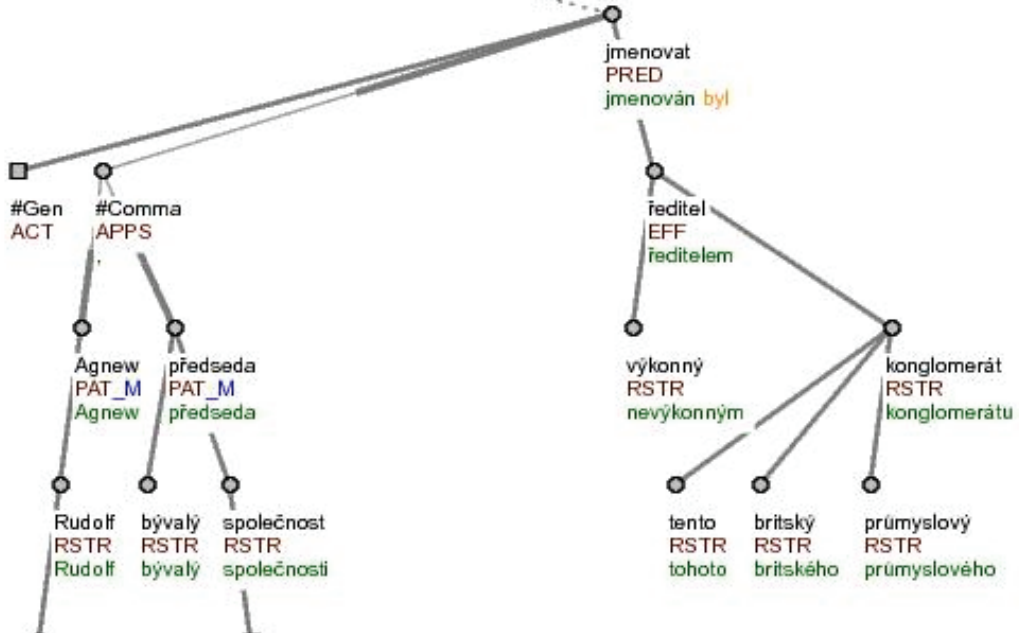 jmenovat
PRED
jmenován byl
#Gen
ACT
#Comma
APPS
,
ředitel
EFF
ředitelem
Agnew
PAT_M
Agnew
předseda
PAT_M
předseda
výkonný
RSTR
nevýkonným
konglomerát
RSTR
konglomerátu
Rudolf
RSTR
Rudolf
bývalý
RSTR
bývalý
společnost
RSTR
společnosti
tento
RSTR
tohoto
britský
RSTR
britského
průmyslový
RSTR
průmyslového